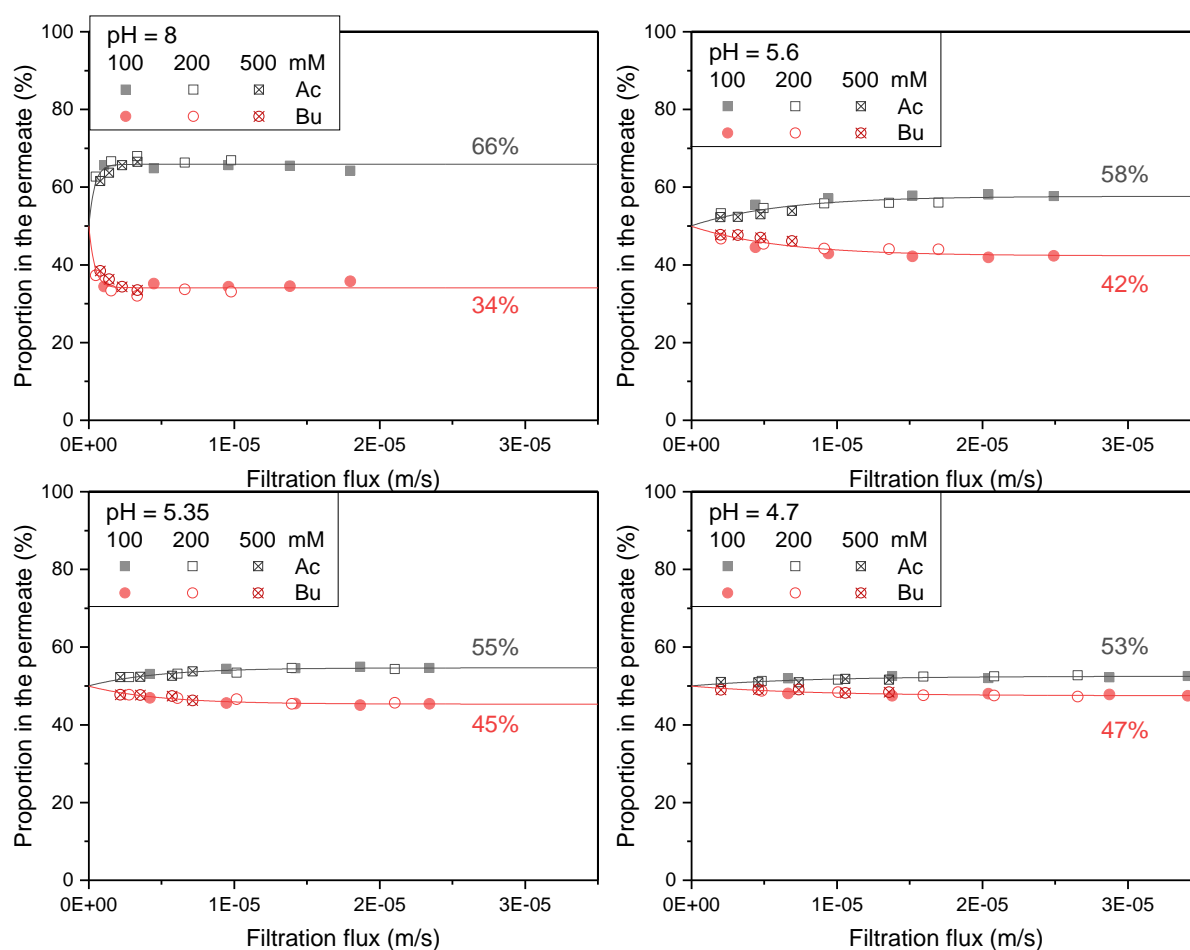 pH = 8
100 200 500 mM
Ac
Bu
66%
34%
Proportion in the permeate (%)
100
80
60
40
20
0
0E+00 1E-05 2E-05 3E-05
Filtration flux (m/s)
pH = 5.6
100 200 500 mM
Ac
Bu
58%
42%
Proportion in the permeate (%)
100
80
60
40
20
0
0E+00 1E-05 2E-05 3E-05
Filtration flux (m/s)
pH = 5.35
100 200 500 mM
Ac
Bu
55%
45%
Proportion in the permeate (%)
100
80
60
40
20
0
0E+00 1E-05 2E-05 3E-05
Filtration flux (m/s)
pH = 4.7
100 200 500 mM
Ac
Bu
53%
47%
Proportion in the permeate (%)
100
80
60
40
20
0
0E+00 1E-05 2E-05 3E-05
Filtration flux (m/s)